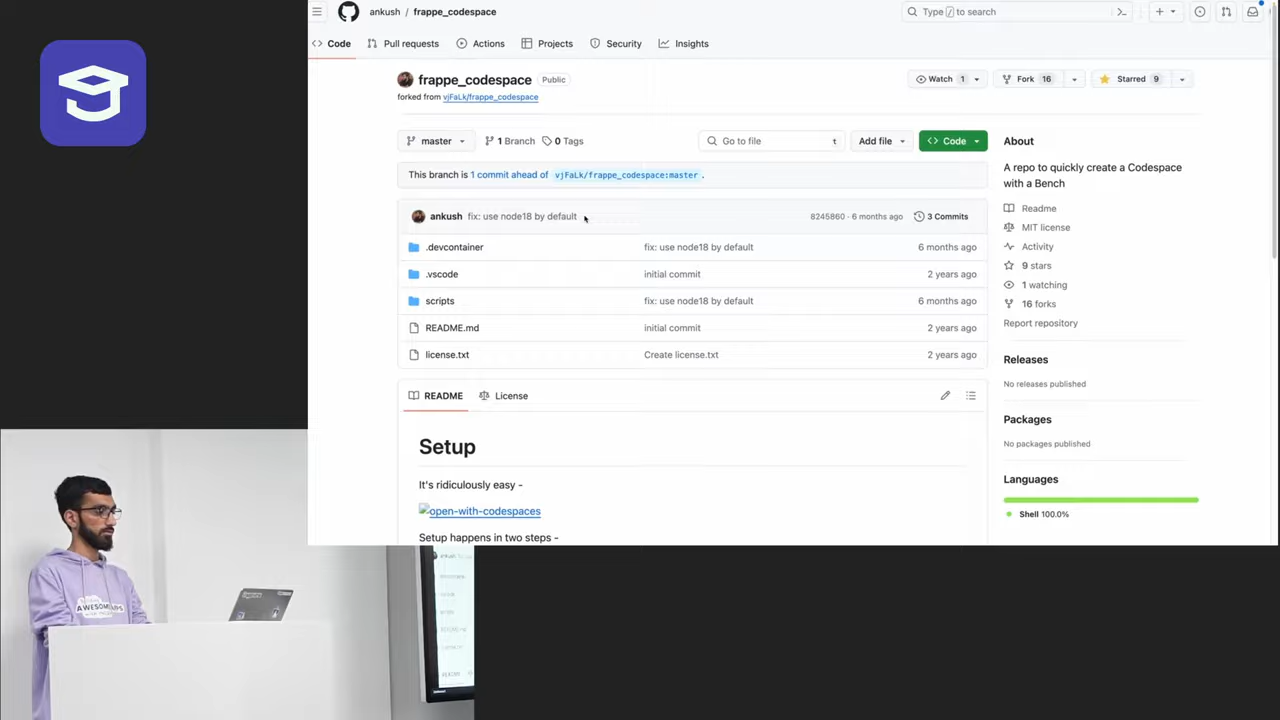 ankush / frappe_codespace
Type / to search
Code
Pull requests
Actions
Projects
Security
Insights
frappe_codespace Public
Watch 1
Fork 16
Starred 9
forked from vjFaLk/frappe_codespace
master
1 Branch
0 Tags
Go to file t
Add file
Code
This branch is 1 commit ahead of vjFaLk/frappe_codespace:master .
ankush fix: use node18 by default 8245860 · 6 months ago 3 Commits
.devcontainer fix: use node18 by default 6 months ago
.vscode initial commit 2 years ago
scripts fix: use node18 by default 6 months ago
README.md initial commit 2 years ago
license.txt Create license.txt 2 years ago
README
License
Setup
It's ridiculously easy -
open-with-codespaces
Setup happens in two steps -
About
A repo to quickly create a Codespace
with a Bench
Readme
MIT license
Activity
9 stars
1 watching
16 forks
Report repository
Releases
No releases published
Packages
No packages published
Languages
Shell 100.0%
AWESOME